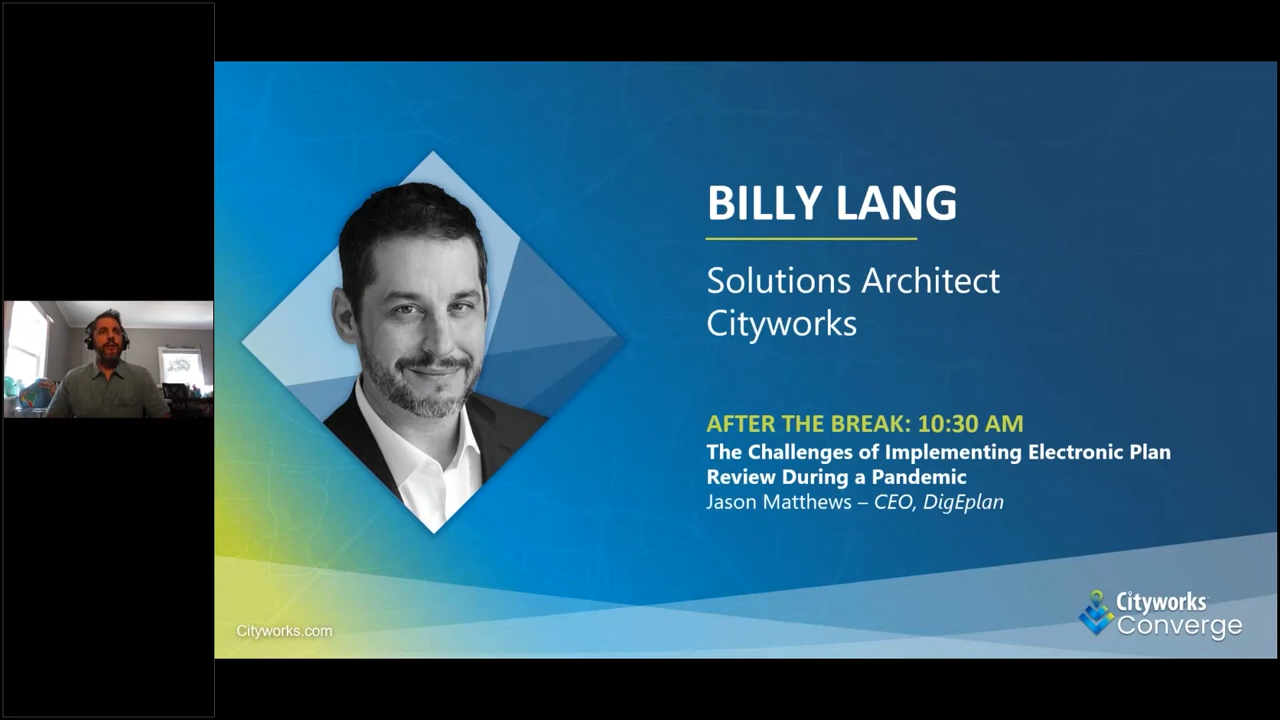 BILLY LANG
Solutions Architect
Cityworks
AFTER THE BREAK: 10:30 AM
The Challenges of Implementing Electronic Plan
Review During a Pandemic
Jason Matthews – CEO, DigEplan
Cityworks.com
Cityworks
Converge